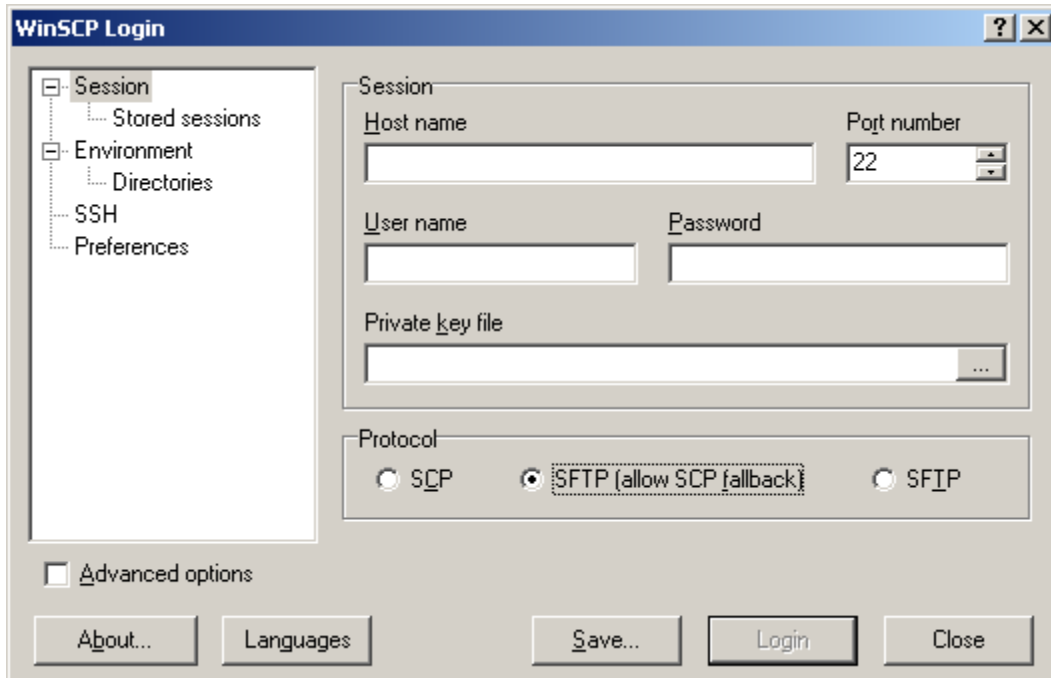 WinSCP Login
Session
Stored sessions
Environment
Directories
SSH
Preferences
Session
Host name
Port number
22
User name
Password
Private key file
...
Protocol
SCP
SFTP (allow SCP fallback)
SFTP
Advanced options
About...
Languages
Save...
Login
Close